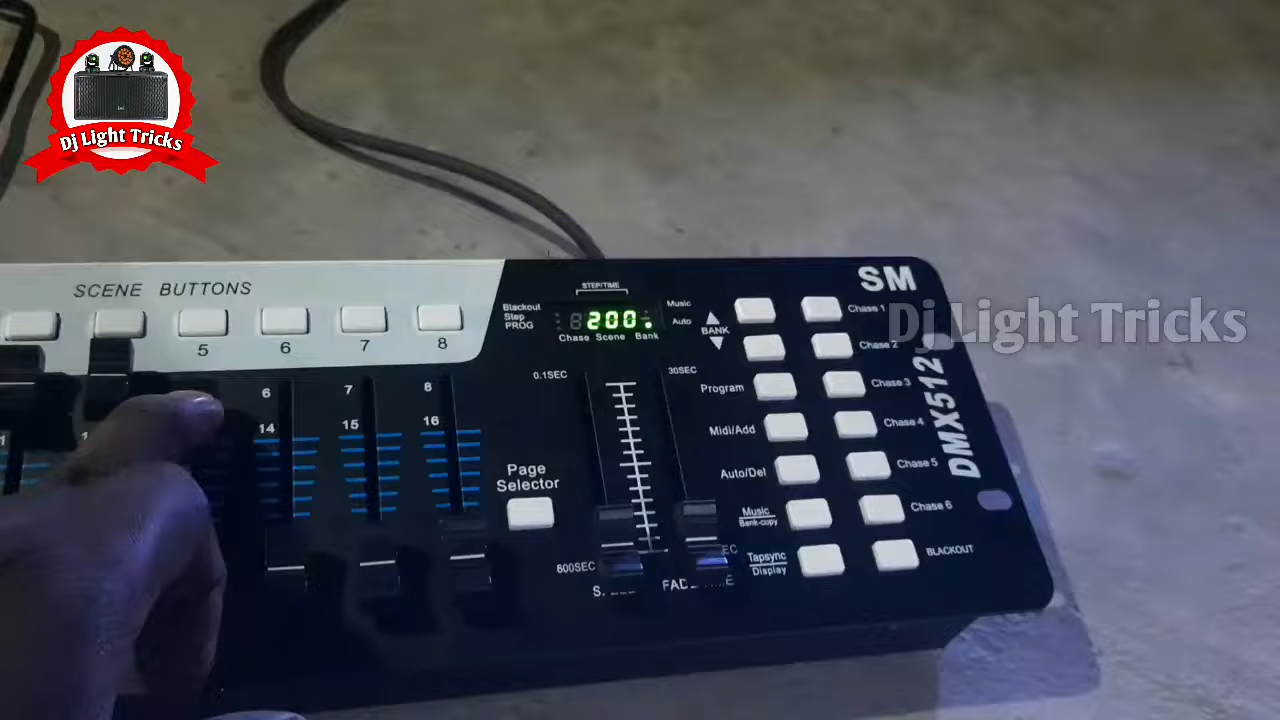 Dj Light Tricks
SCENE BUTTONS
5
6
7
8
STEP/TIME
Blackout
Step
PROG
200.
Music
Auto
Chase Scene Bank
BANK
SM
DMX512
Dj Light Tricks
Chase 1
Chase 2
Chase 3
Chase 4
Chase 5
Chase 6
BLACKOUT
Program
Midi/Add
Auto/Del
Music
Bank-copy
Tapsync
Display
0.1SEC
30SEC
600SEC
Page
Selector
6
7
8
14
15
16